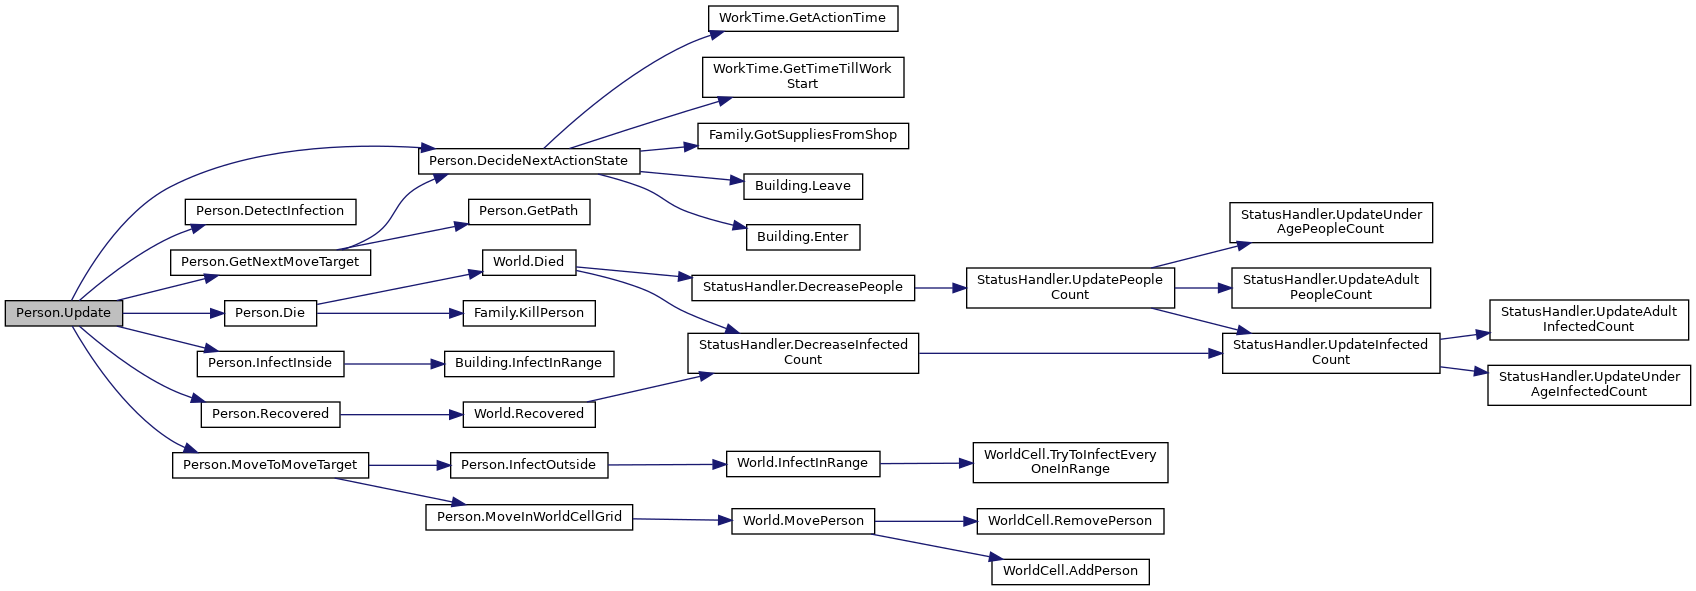 WorkTime.GetActionTime
WorkTime.GetTimeTillWork
Start
Family.GotSuppliesFromShop
Person.DecideNextActionState
Building.Leave
Person.DetectInfection
Person.GetPath
StatusHandler.UpdateUnder
AgePeopleCount
Building.Enter
Person.GetNextMoveTarget
World.Died
StatusHandler.DecreasePeople
StatusHandler.UpdatePeople
Count
StatusHandler.UpdateAdult
PeopleCount
Person.Update
Person.Die
Family.KillPerson
StatusHandler.UpdateAdult
InfectedCount
StatusHandler.DecreaseInfected
Count
StatusHandler.UpdateInfected
Count
Person.InfectInside
Building.InfectInRange
StatusHandler.UpdateUnder
AgeInfectedCount
Person.Recovered
World.Recovered
Person.MoveToMoveTarget
Person.InfectOutside
World.InfectInRange
WorldCell.TryToInfectEvery
OneInRange
Person.MoveInWorldCellGrid
World.MovePerson
WorldCell.RemovePerson
WorldCell.AddPerson